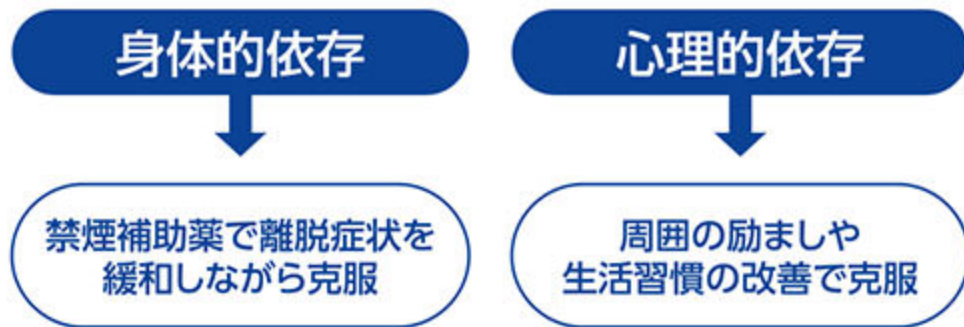 身体的依存
禁煙補助薬で離脱症状を
緩和しながら克服
心理的依存
周囲の励ましや
生活習慣の改善で克服